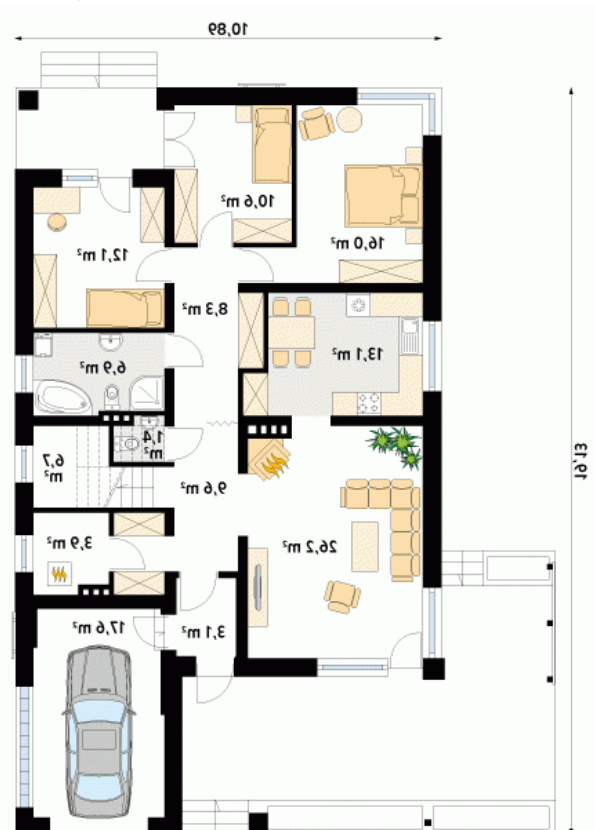 10,89
10,6 m²
16,0 m²
12,1 m²
8,3 m²
13,1 m²
6,9 m²
1,4
m²
6,7
m²
9,6 m²
3,9 m²
26,2 m²
17,6 m²
3,1 m²
19,13